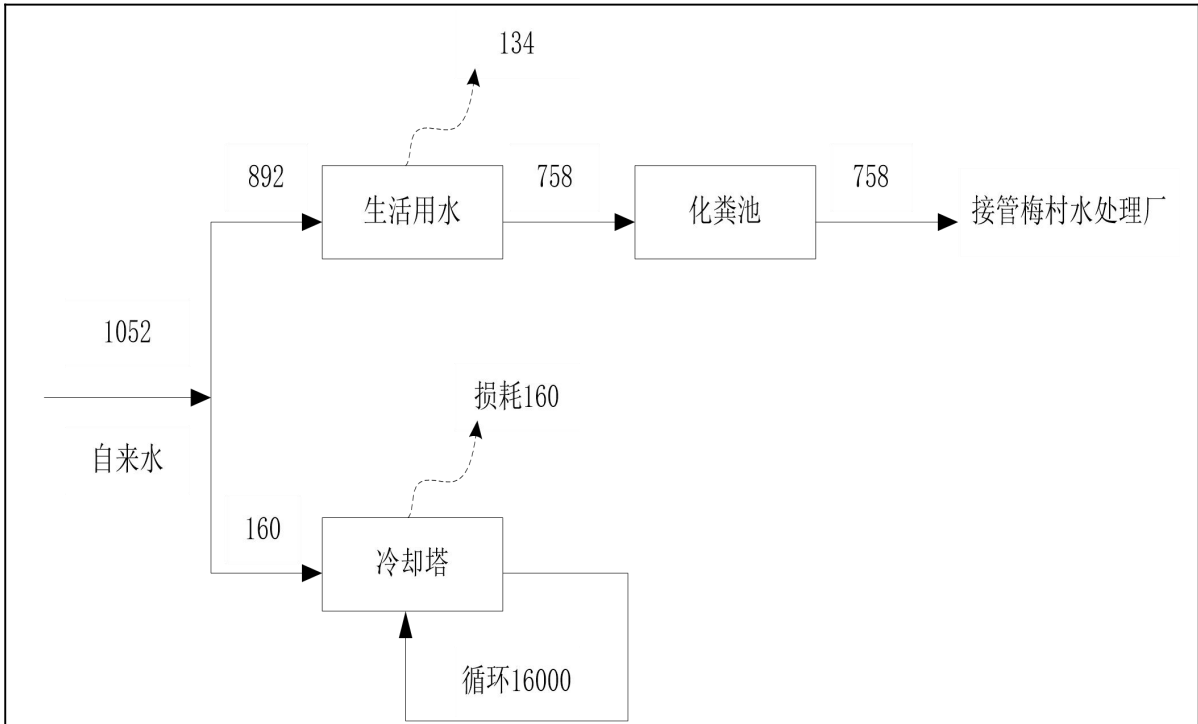 134
892
生活用水
758
化粪池
758
接管梅村水处理厂
1052
自来水
损耗160
160
冷却塔
循环16000